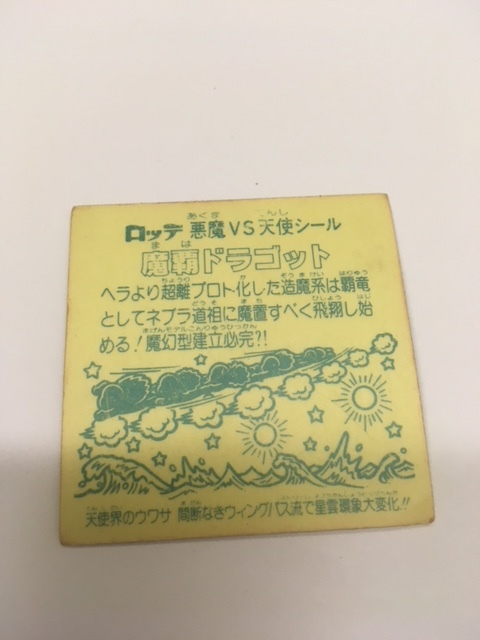 ロッテ 悪魔VS天使シール
魔覇ドラゴット
ヘラより超離プロト化した造魔系は覇竜
としてネブラ道祖に魔置すべく飛翔し始
める!魔幻型建立必完?!
天使界のウワサ 間断なきウィングパス流で星雲現象大変化!!